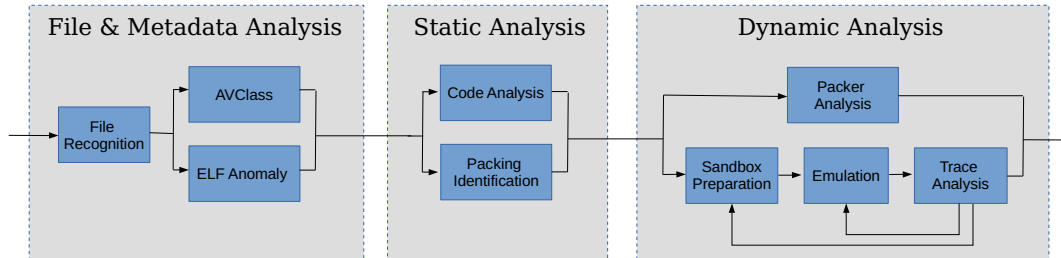 File & Metadata Analysis
File
Recognition
AVClass
ELF Anomaly
Static Analysis
Code Analysis
Packing
Identification
Dynamic Analysis
Packer
Analysis
Sandbox
Preparation
Emulation
Trace
Analysis